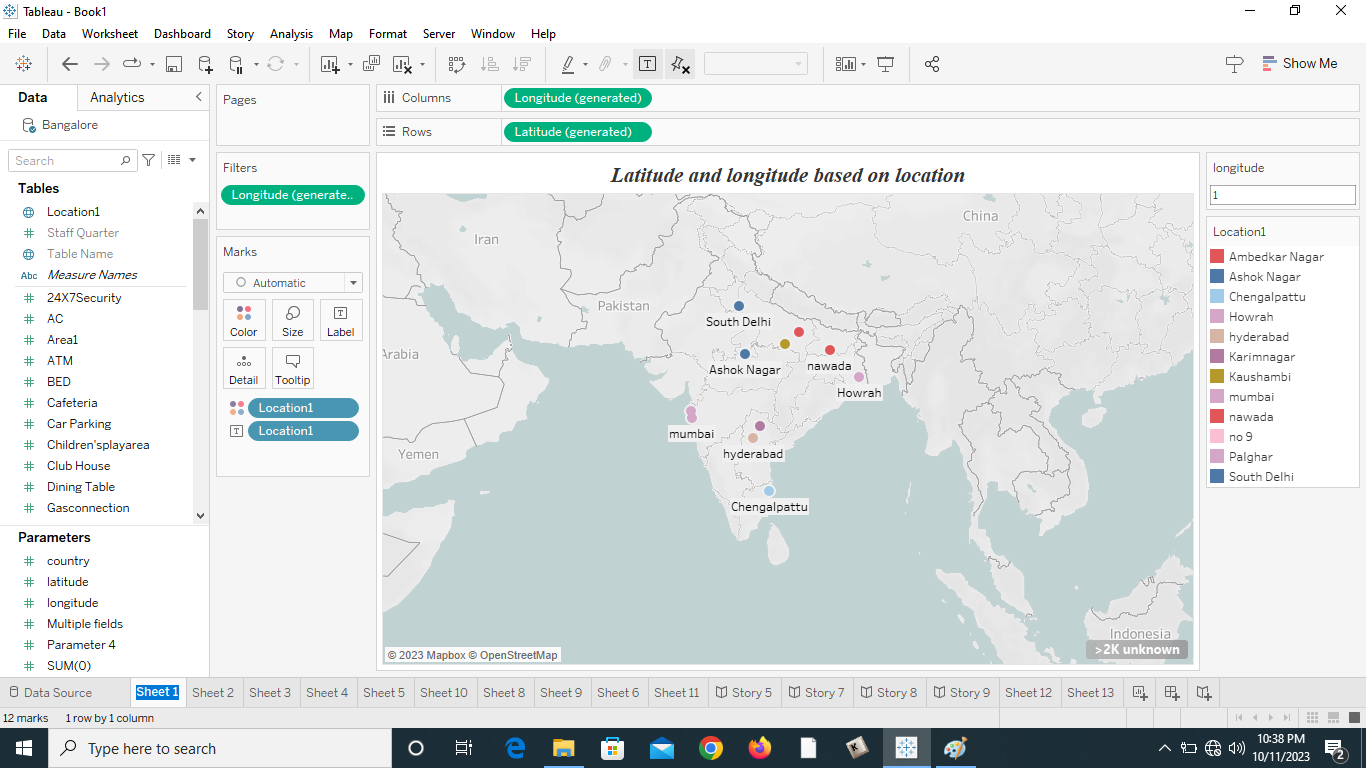 Tableau - Book1
File Data Worksheet Dashboard Story Analysis Map Format Server Window Help
Show Me
Data Analytics
Bangalore
Search
Tables
Location1
Staff Quarter
Table Name
Abc Measure Names
24X7Security
AC
Area1
ATM
BED
Cafeteria
Car Parking
Children'splayarea
Club House
Dining Table
Gasconnection
Parameters
country
latitude
longitude
Multiple fields
Parameter 4
SUM(0)
Pages
Filters
Longitude (generate..
Marks
Automatic
Color Size Label
Detail Tooltip
Location1
Location1
Columns Longitude (generated)
Rows Latitude (generated)
Latitude and longitude based on location
China
Iran
Pakistan
South Delhi
Arabia
Ashok Nagar
nawada
Howrah
mumbai
Yemen
hyderabad
Chengalpattu
Indonesia
>2K unknown
© 2023 Mapbox © OpenStreetMap
longitude
1
Location1
Ambedkar Nagar
Ashok Nagar
Chengalpattu
Howrah
hyderabad
Karimnagar
Kaushambi
mumbai
nawada
no 9
Palghar
South Delhi
Data Source Sheet 1 Sheet 2 Sheet 3 Sheet 4 Sheet 5 Sheet 10 Sheet 8 Sheet 9 Sheet 6 Sheet 11 Story 5 Story 7 Story 8 Story 9 Sheet 12 Sheet 13
12 marks 1 row by 1 column
Type here to search
10:38 PM
10/11/2023
2